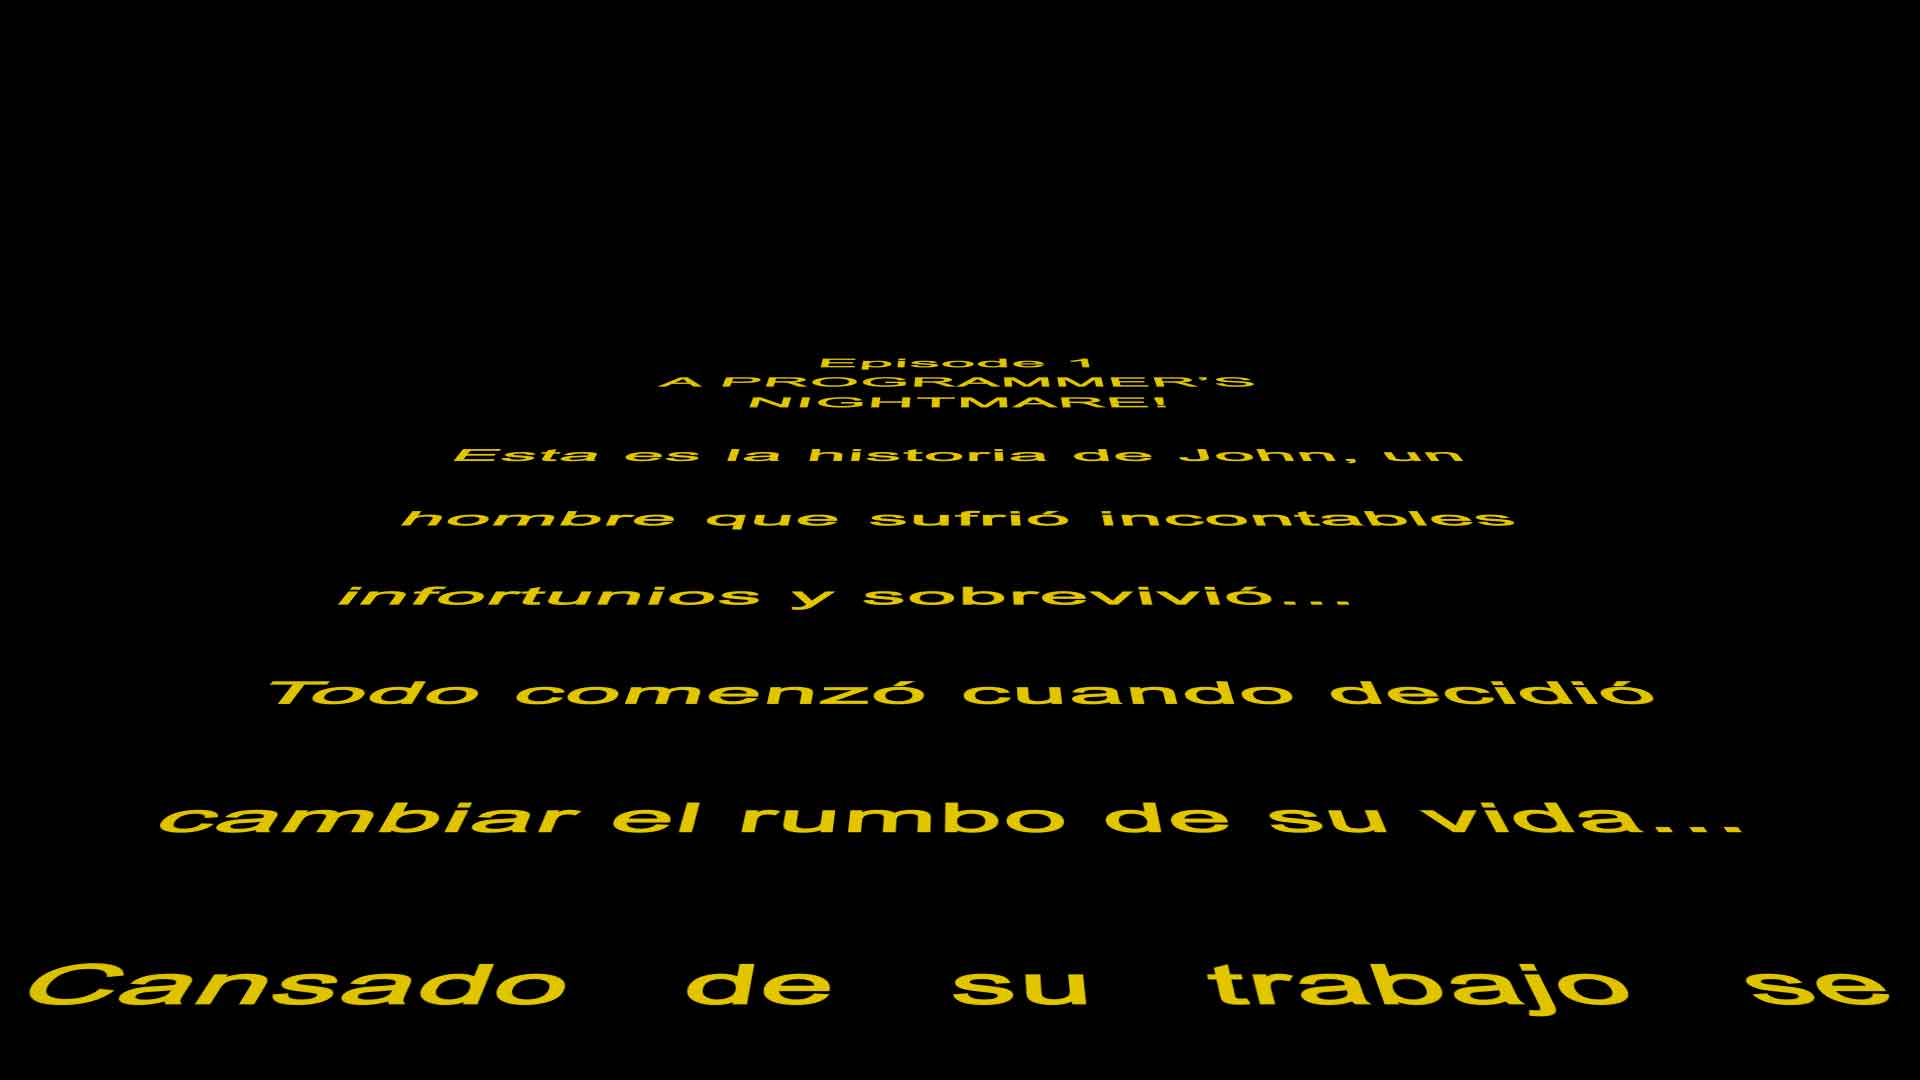 Episode 1
A PROGRAMMER'S
NIGHTMARE!
Esta es la historia de John, un
hombre que sufrió incontables
infortunios y sobrevivió...
Todo comenzó cuando decidió
cambiar el rumbo de su vida...
Cansado de su trabajo se